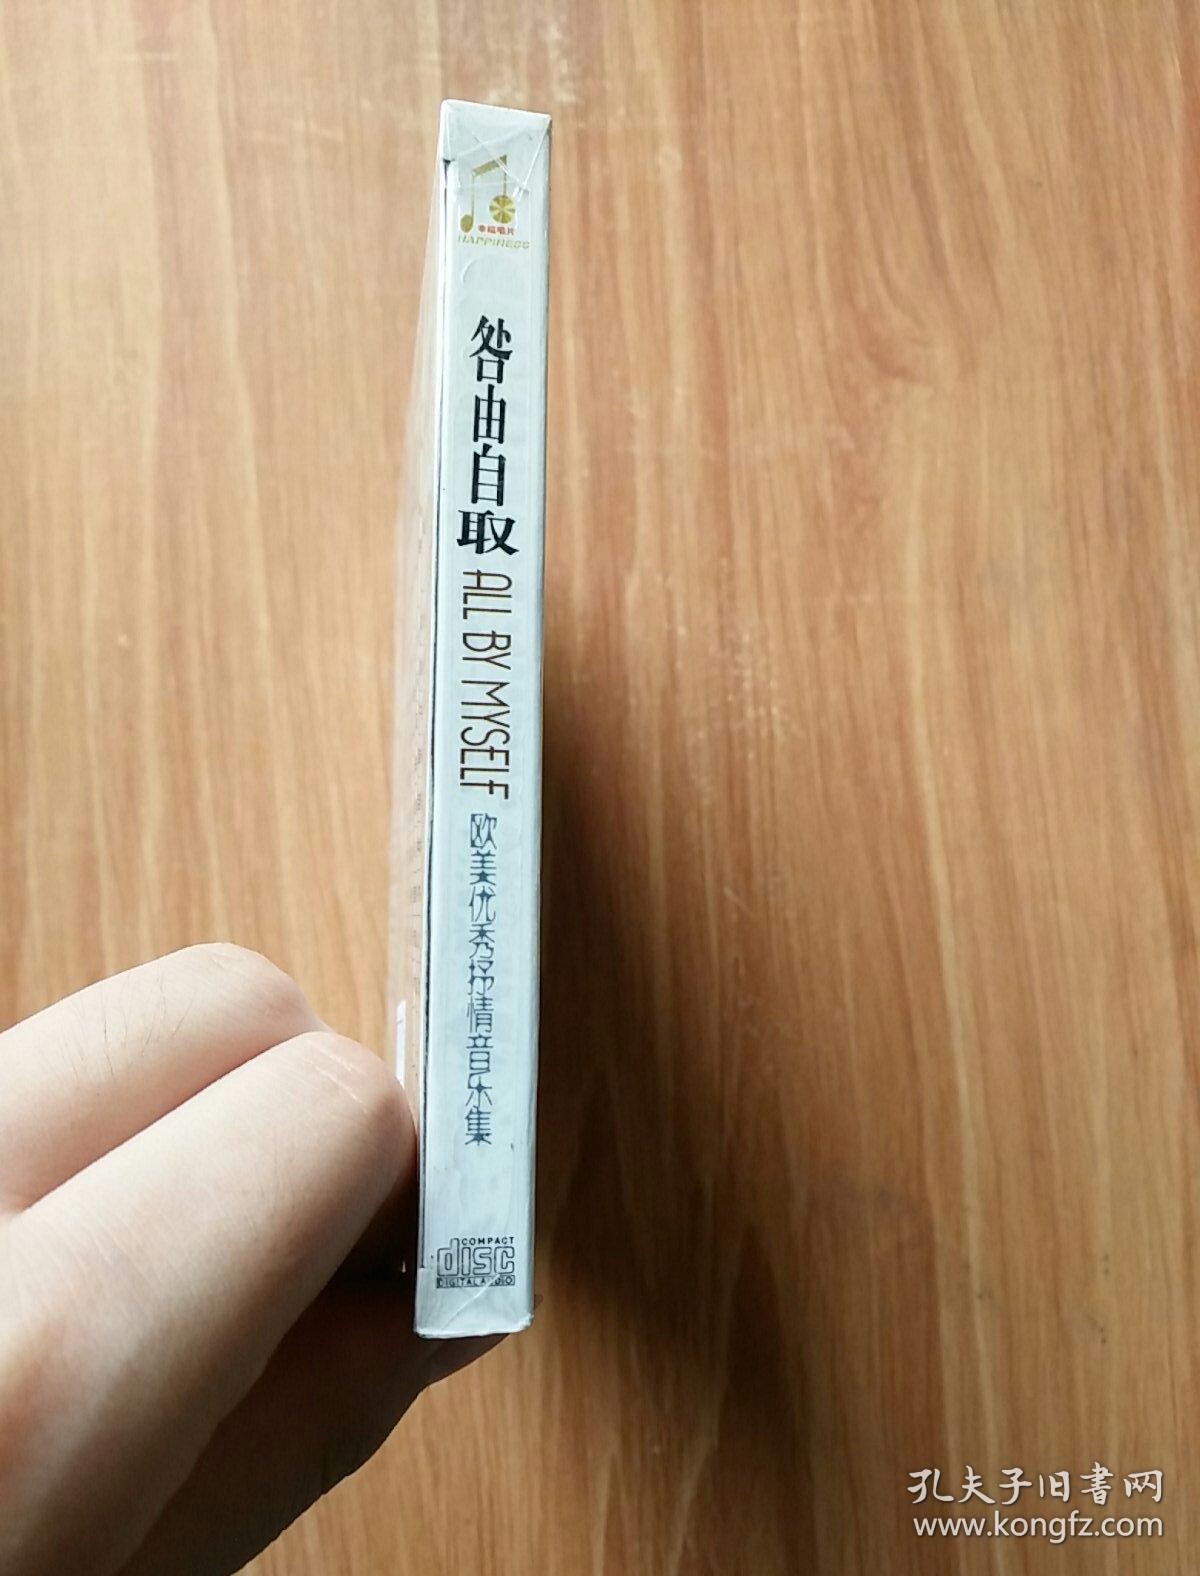 幸福唱片
HAPPINESS
咎由自取
ALL BY MYSELF
欧美优秀抒情音乐集
COMPACT
disc
DIGITAL AUDIO
孔夫子旧书网
www.kongfz.com